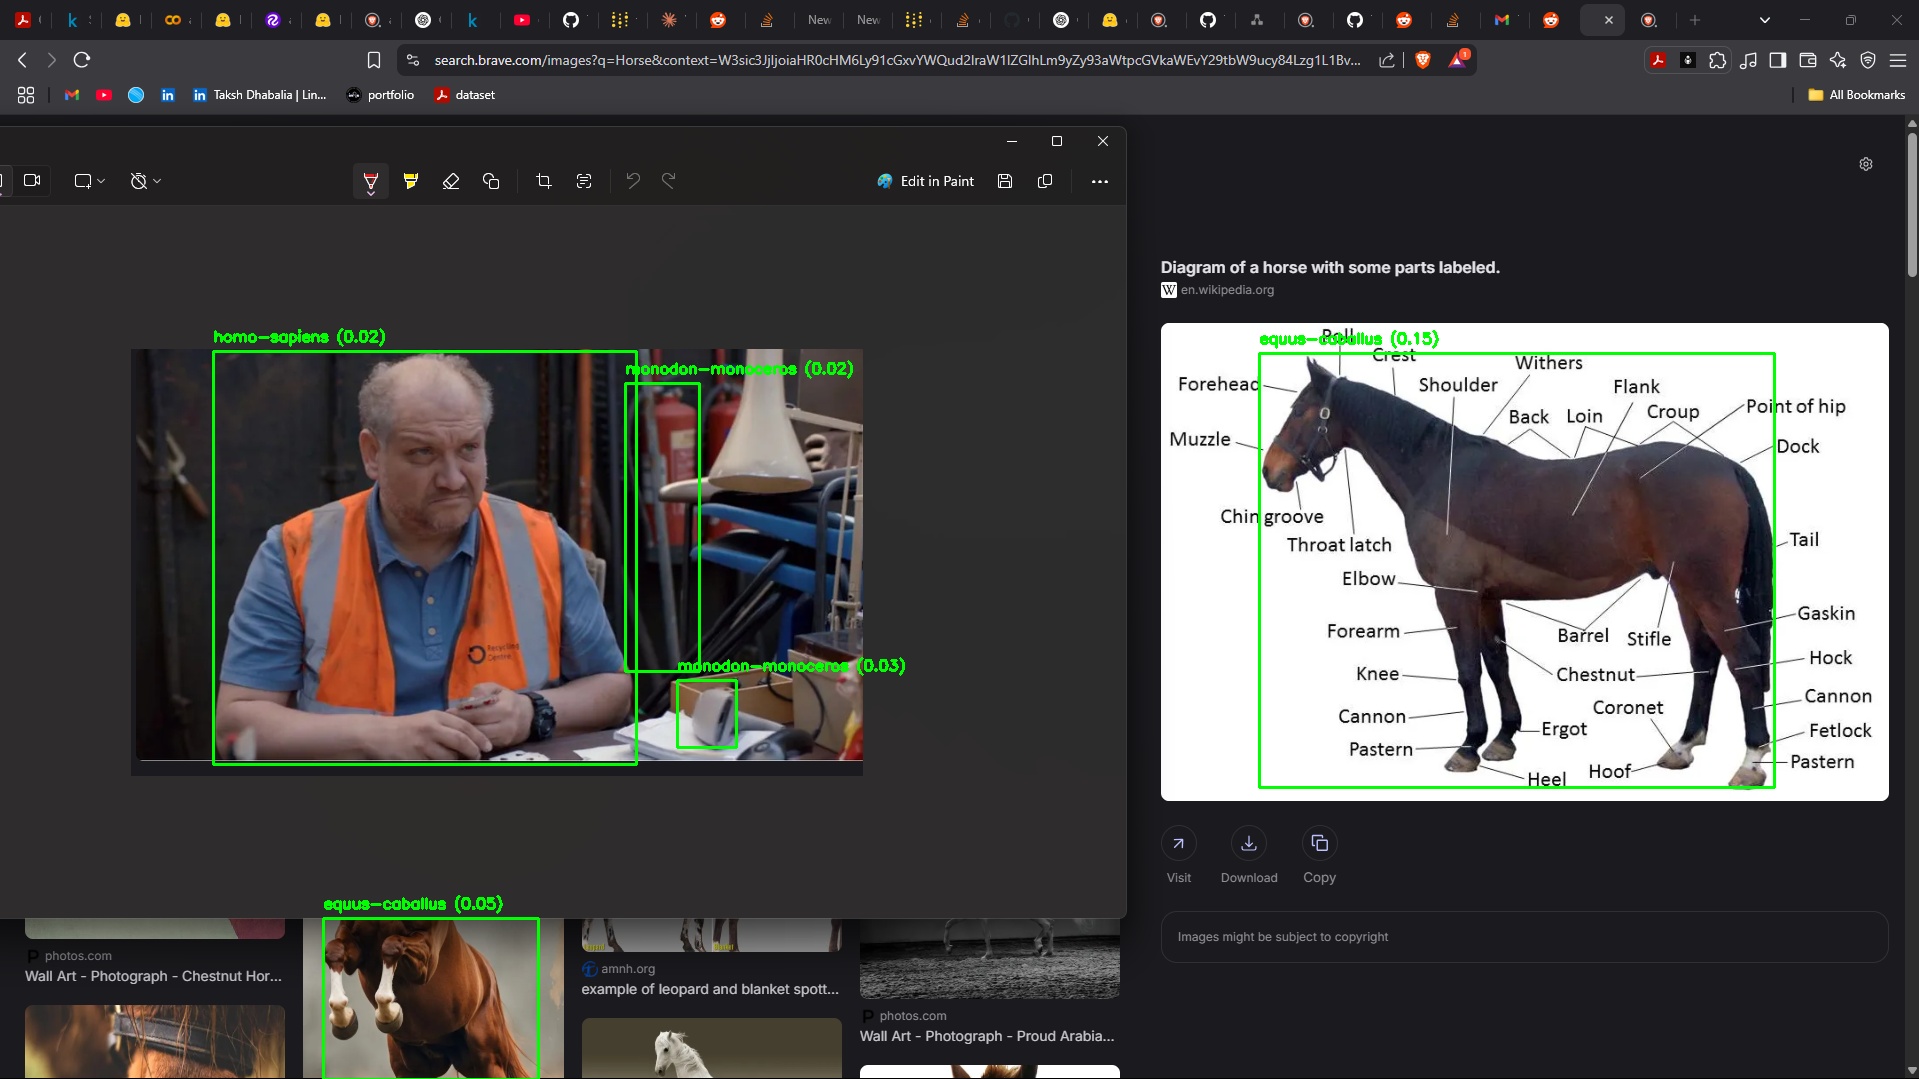 New
New
search.brave.com/images?q=Horse&context=W3sic3JjIjoiaHR0cHM6Ly91cGxvYWQud2lraW1lZGlhLm9yZy93aWtpcGVkaWEvY29tbW9ucy84Lzg1L1Bv...
1
Taksh Dhabalia | Lin...
portfolio
dataset
All Bookmarks
Edit in Paint
homo-sapiens (0.02)
monodon-monoceros (0.02)
Recycling
Centre
monodon-monoceros (0.03)
equus-caballus (0.05)
photos.com
Wall Art - Photograph - Chestnut Hor...
amnh.org
example of leopard and blanket spott...
photos.com
Wall Art - Photograph - Proud Arabia...
Diagram of a horse with some parts labeled.
W en.wikipedia.org
equus-caballus (0.15)
Poll
Crest
Withers
Forehead
Shoulder
Flank
Back
Loin
Croup
Point of hip
Muzzle
Dock
Chin groove
Throat latch
Tail
Elbow
Gaskin
Forearm
Barrel
Stifle
Hock
Knee
Chestnut
Cannon
Coronet
Cannon
Ergot
Fetlock
Pastern
Hoof
Pastern
Heel
Visit
Download
Copy
Images might be subject to copyright